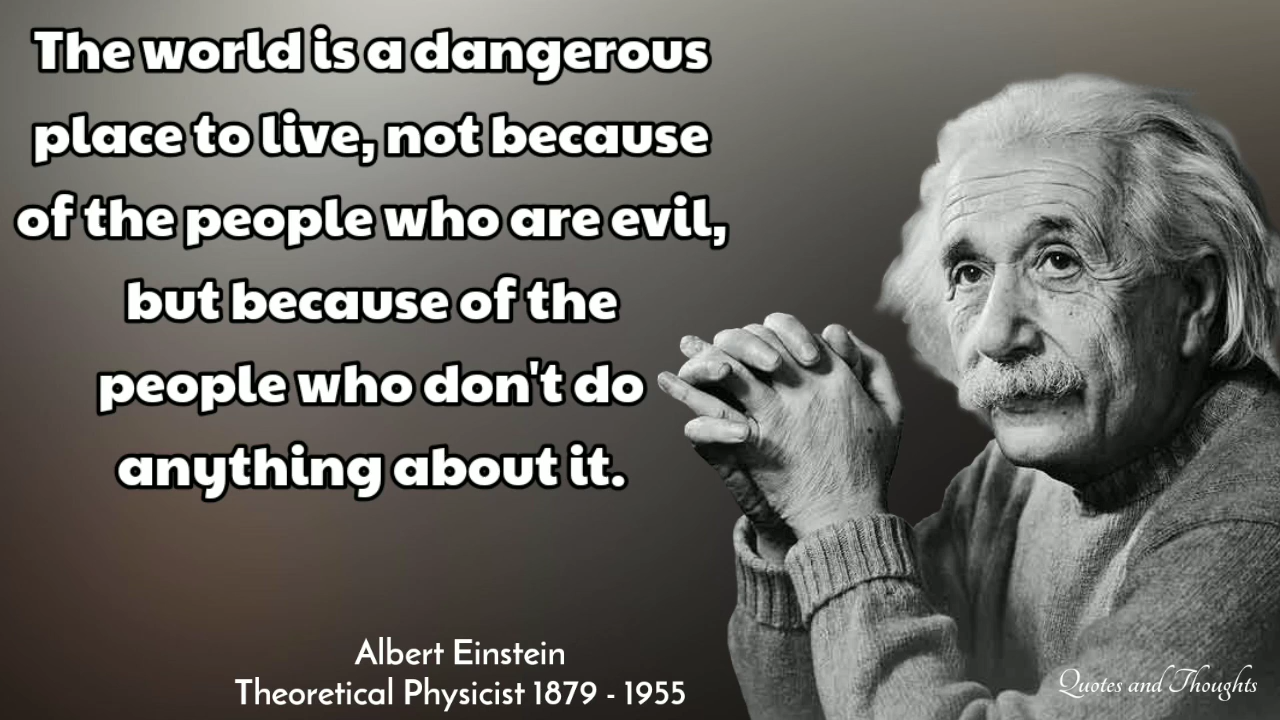 The world is a dangerous
place to live, not because
of the people who are evil,
but because of the
people who don't do
anything about it.
Albert Einstein
Theoretical Physicist 1879 - 1955
Quotes and Thoughts